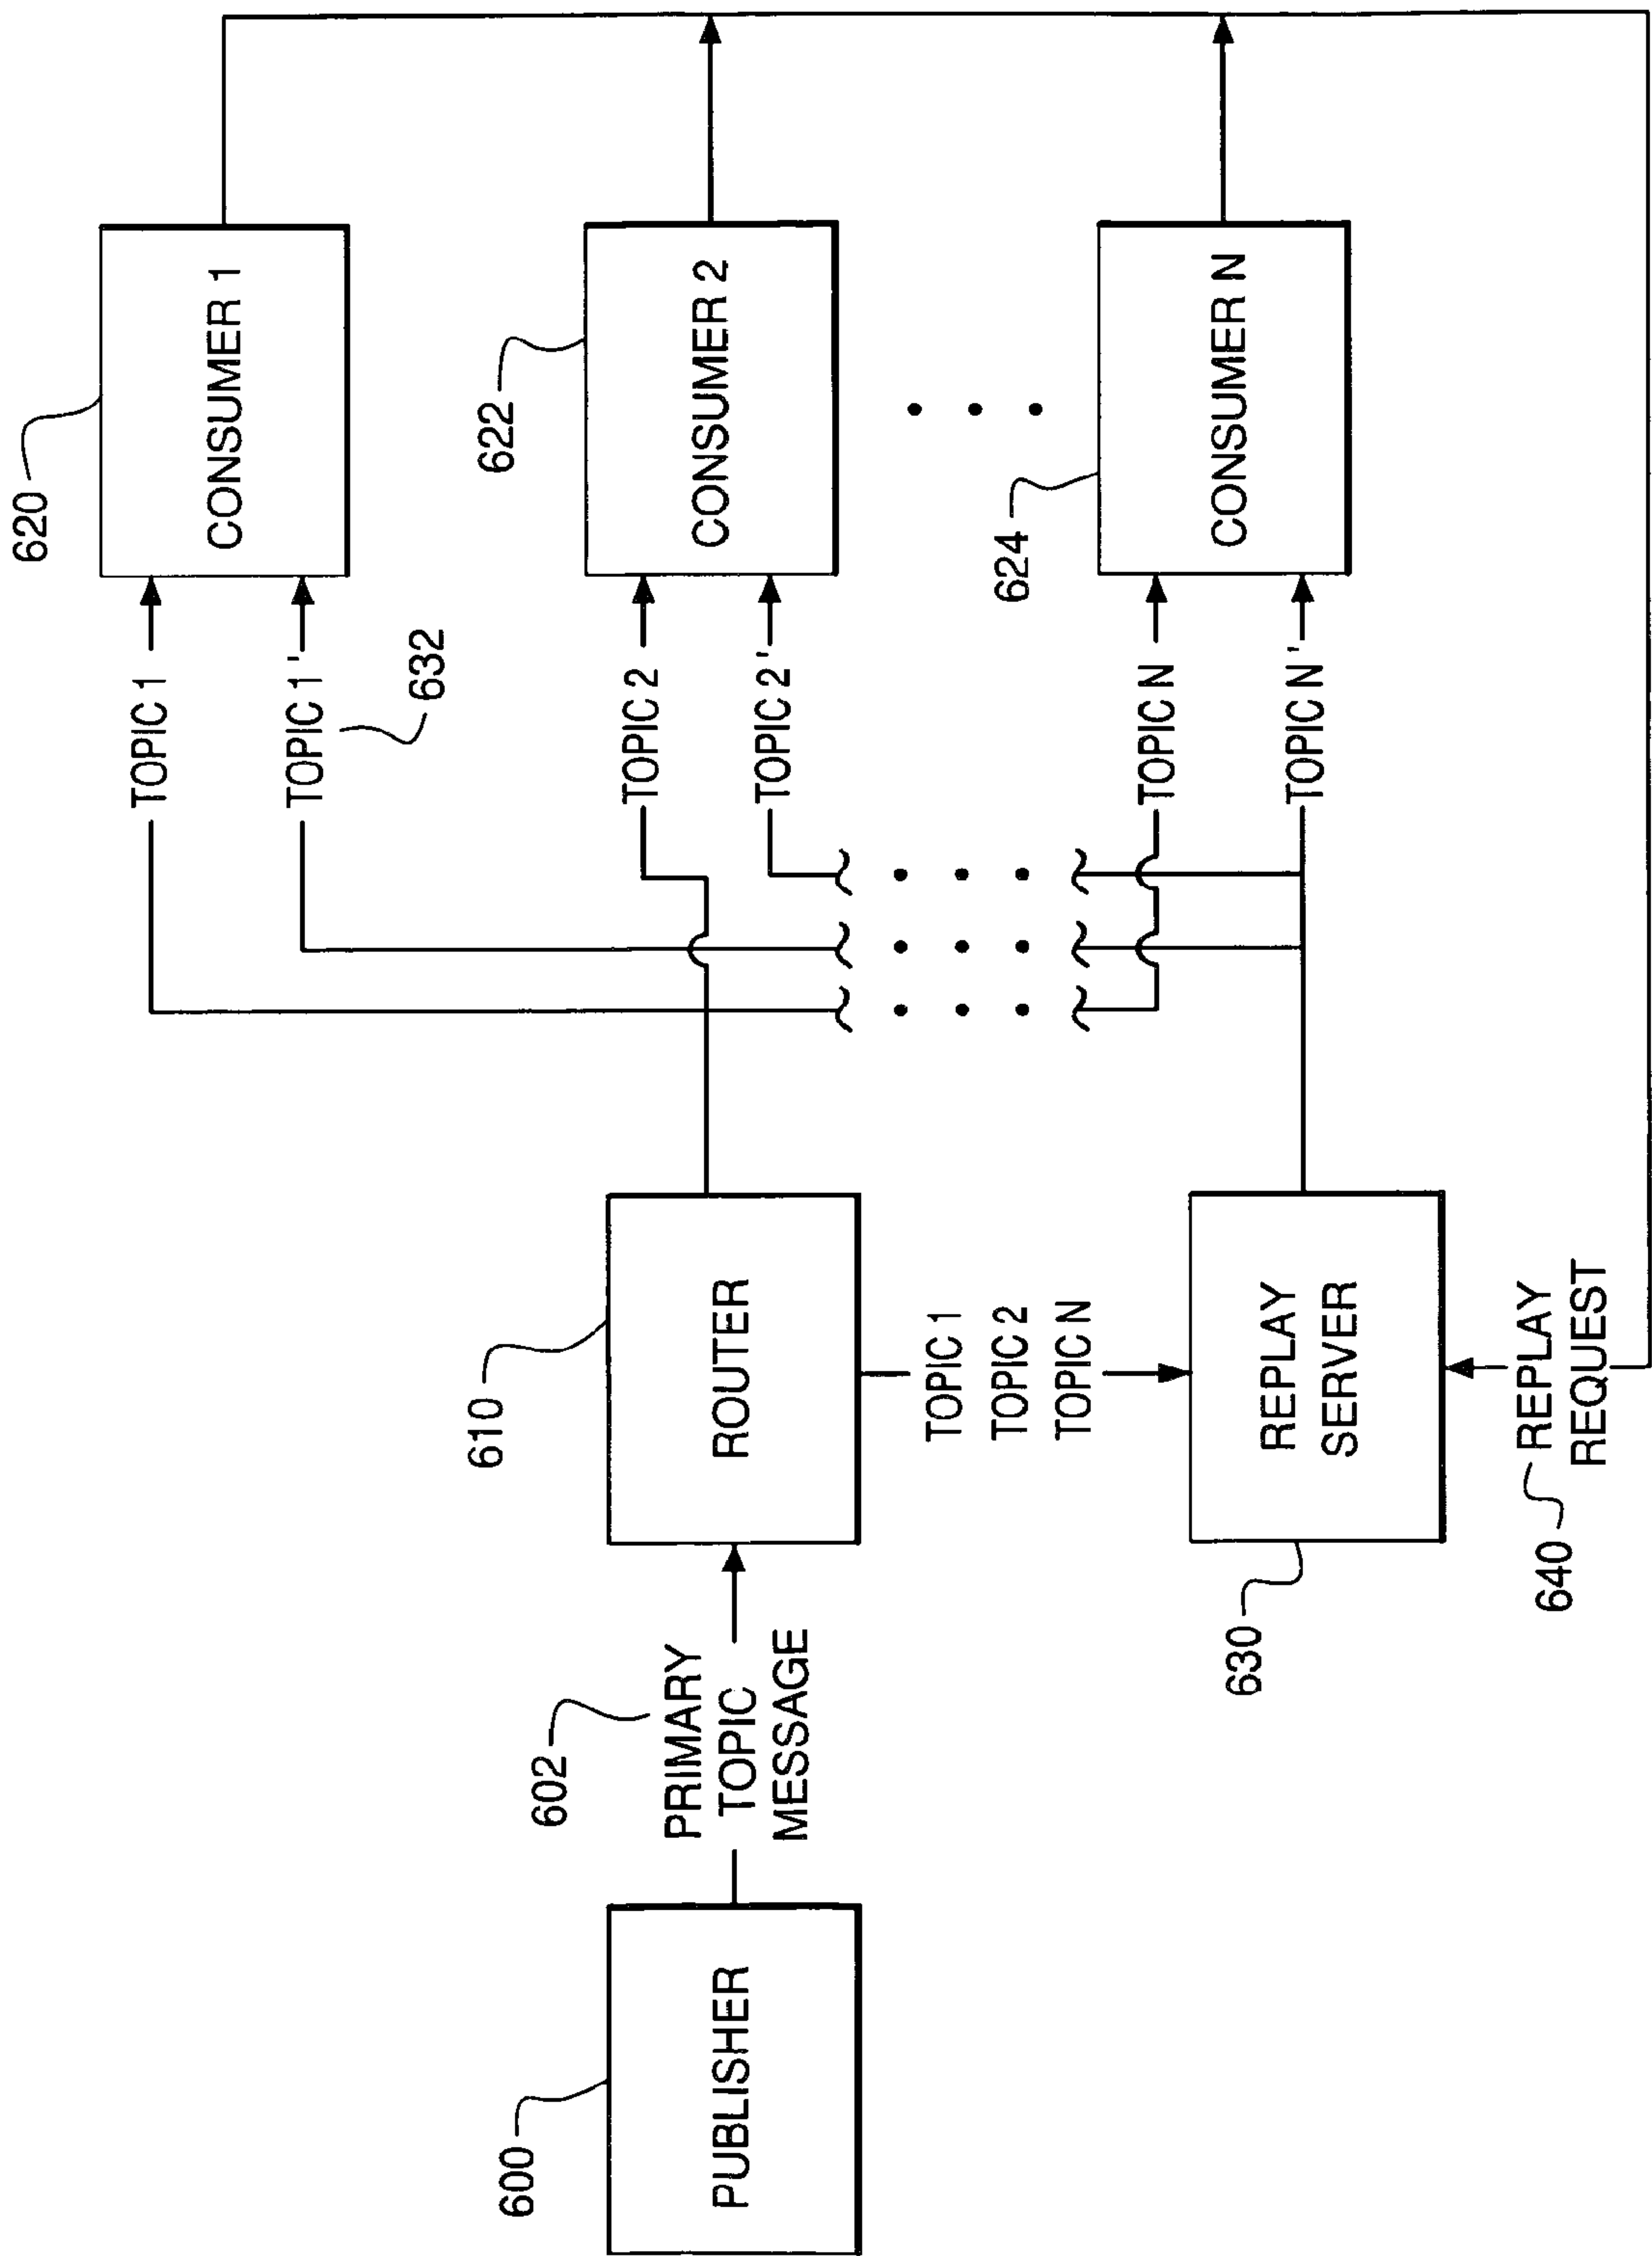 600
PUBLISHER
602
PRIMARY
TOPIC
MESSAGE
610
ROUTER
TOPIC 1
TOPIC 2
TOPIC N
630
REPLAY
SERVER
640
REPLAY
REQUEST
TOPIC 1
TOPIC 1 '
632
TOPIC 2
TOPIC 2 '
TOPIC N
TOPIC N '
620
CONSUMER 1
622
CONSUMER 2
624
CONSUMER N